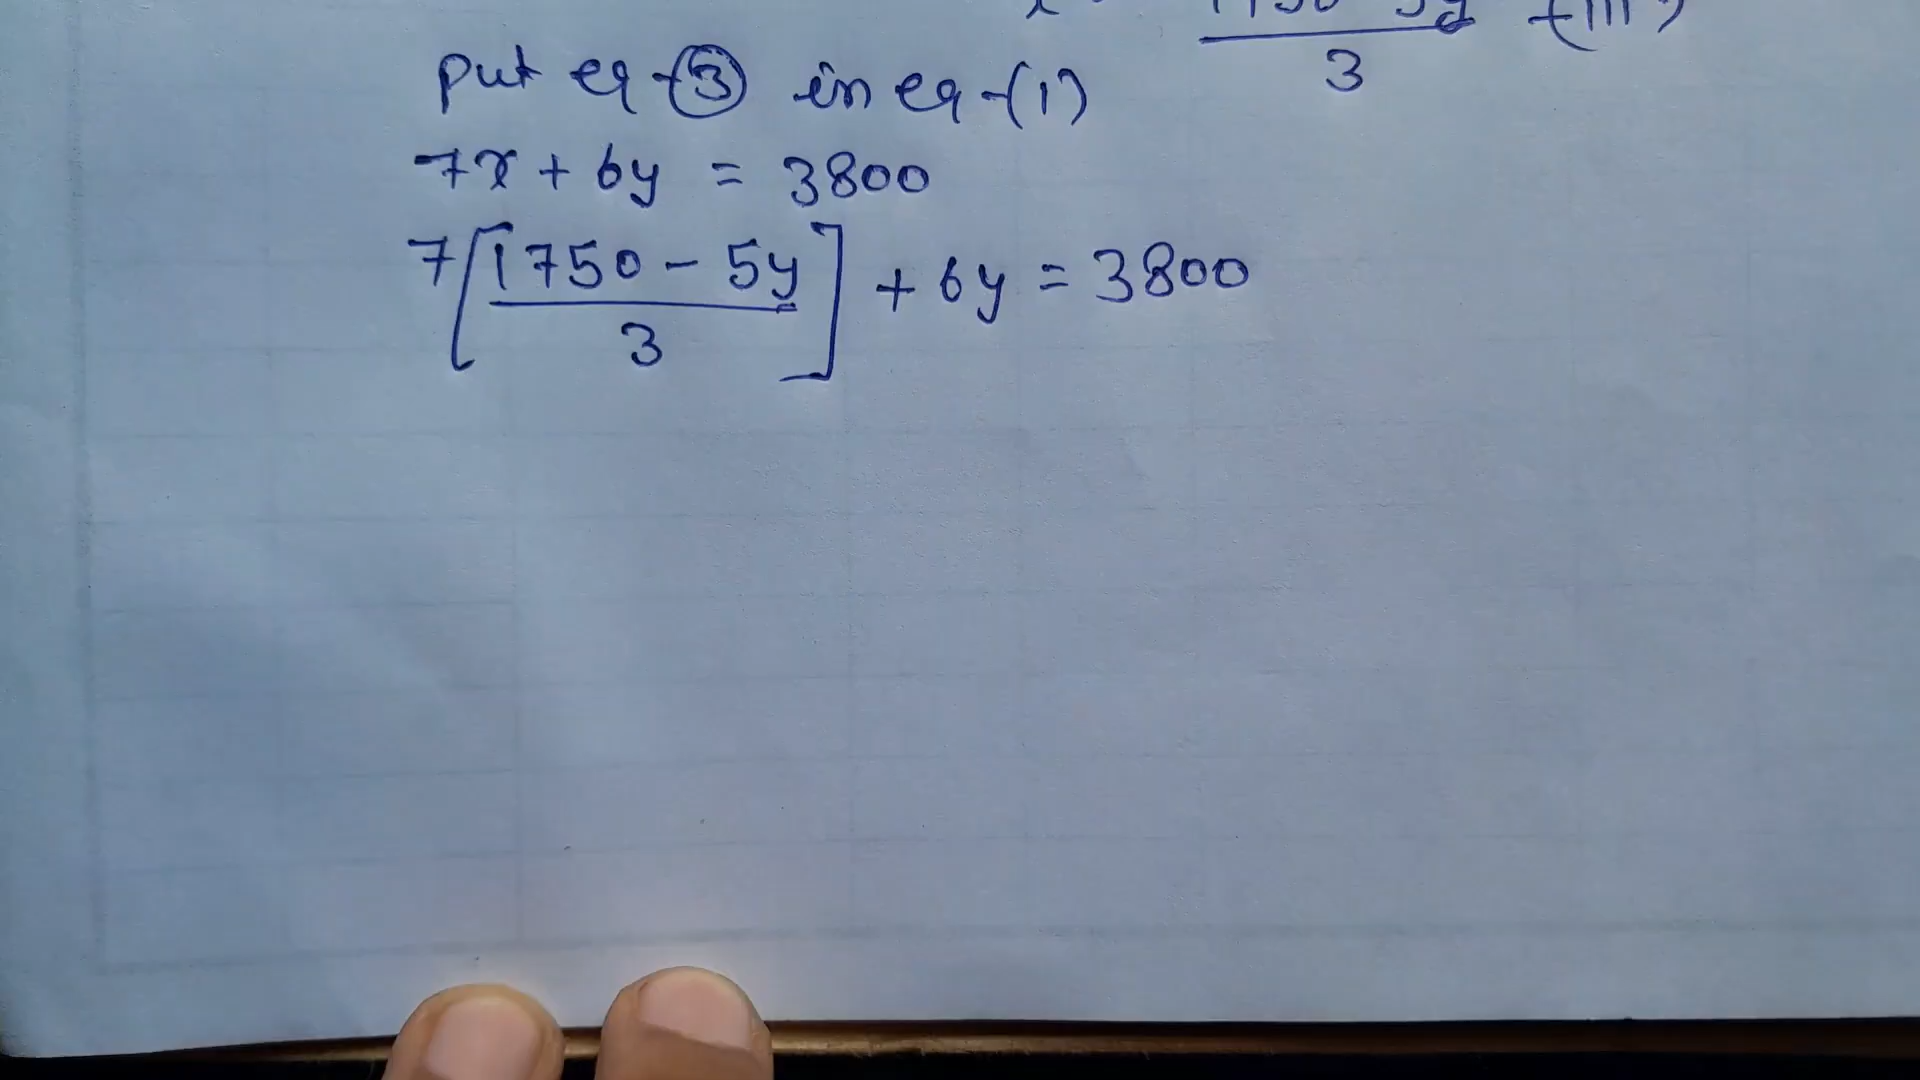 3
put eq-(3) in eq-(1)
7x + 6y = 3800
7[1750 - 5y / 3] + 6y = 3800